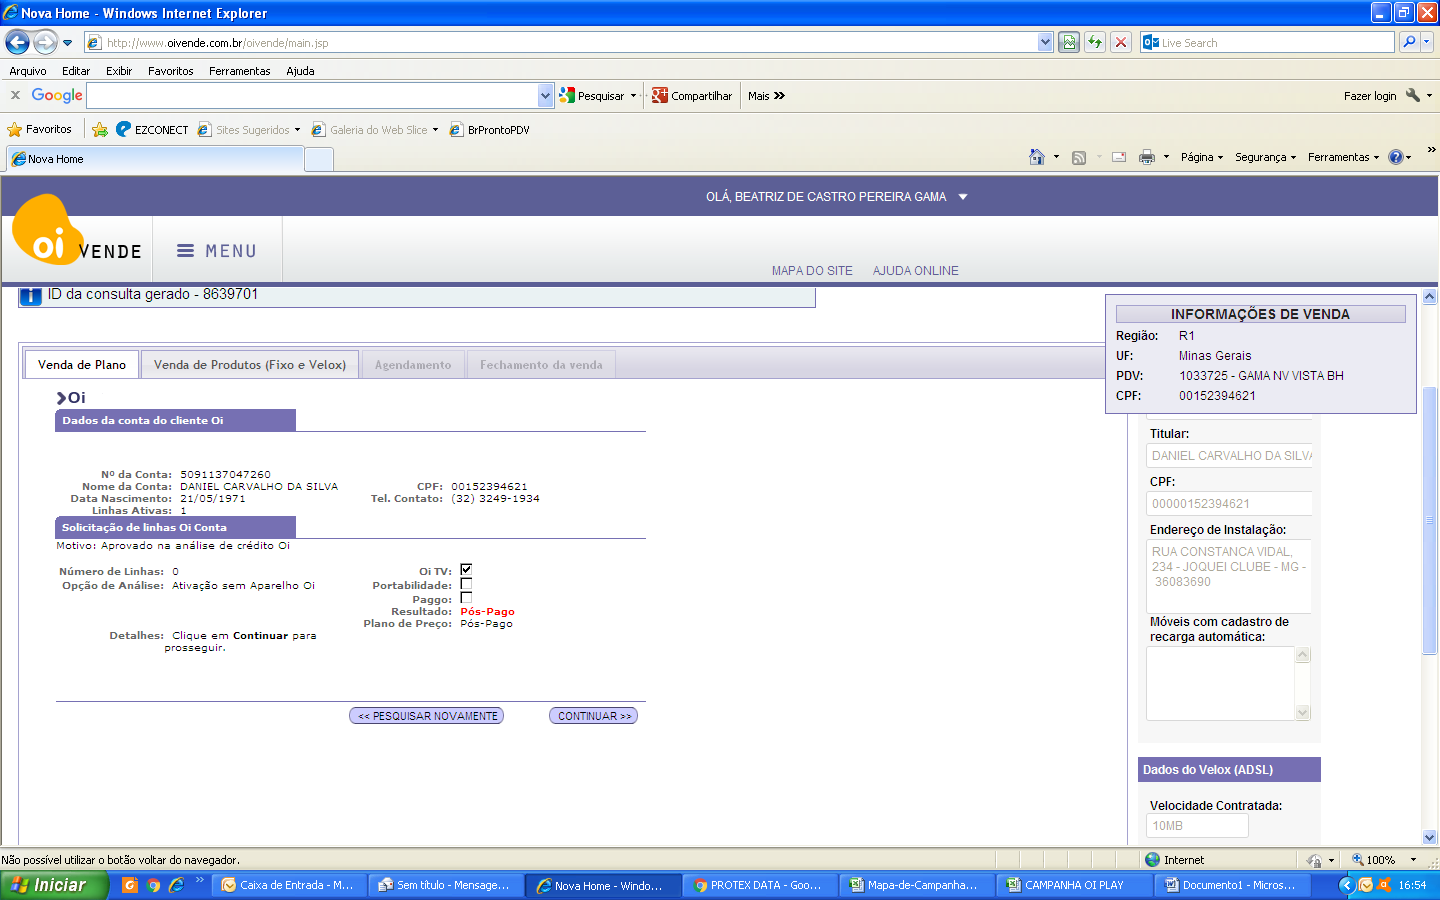 Nova Home - Windows Internet Explorer
http://www.oivende.com.br/oivende/main.jsp
Live Search
Arquivo Editar Exibir Favoritos Ferramentas Ajuda
x Google Pesquisar Compartilhar Mais >> Fazer login
Favoritos EZCONECT Sites Sugeridos Galeria do Web Slice BrProntoPDV
Nova Home
Página Segurança Ferramentas
OLÁ, BEATRIZ DE CASTRO PEREIRA GAMA
oi VENDE
MENU
MAPA DO SITE AJUDA ONLINE
ID da consulta gerado - 8639701
INFORMAÇÕES DE VENDA
Região: R1
UF: Minas Gerais
PDV: 1033725 - GAMA NV VISTA BH
CPF: 00152394621
Venda de Plano Venda de Produtos (Fixo e Velox) Agendamento Fechamento da venda
Oi
Dados da conta do cliente Oi
Nº da Conta: 5091137047260
Nome da Conta: DANIEL CARVALHO DA SILVA CPF: 00152394621
Data Nascimento: 21/05/1971 Tel. Contato: (32) 3249-1934
Linhas Ativas: 1
Solicitação de linhas Oi Conta
Motivo: Aprovado na análise de crédito Oi
Número de Linhas: 0 Oi TV:
Opção de Análise: Ativação sem Aparelho Oi Portabilidade:
Paggo:
Resultado: Pós-Pago
Plano de Preço: Pós-Pago
Detalhes: Clique em Continuar para
prosseguir.
<< PESQUISAR NOVAMENTE CONTINUAR >>
Titular:
DANIEL CARVALHO DA SILVA
CPF:
00000152394621
Endereço de Instalação:
RUA CONSTANCA VIDAL,
234 - JOQUEI CLUBE - MG -
36083690
Móveis com cadastro de
recarga automática:
Dados do Velox (ADSL)
Velocidade Contratada:
10MB
Não possível utilizar o botão voltar do navegador.
Internet 100%
Iniciar
Caixa de Entrada - M...
Sem título - Mensage...
Nova Home - Windo...
PROTEX DATA - Goo...
Mapa-de-Campanha...
CAMPANHA OI PLAY
Documento1 - Micros...
16:54